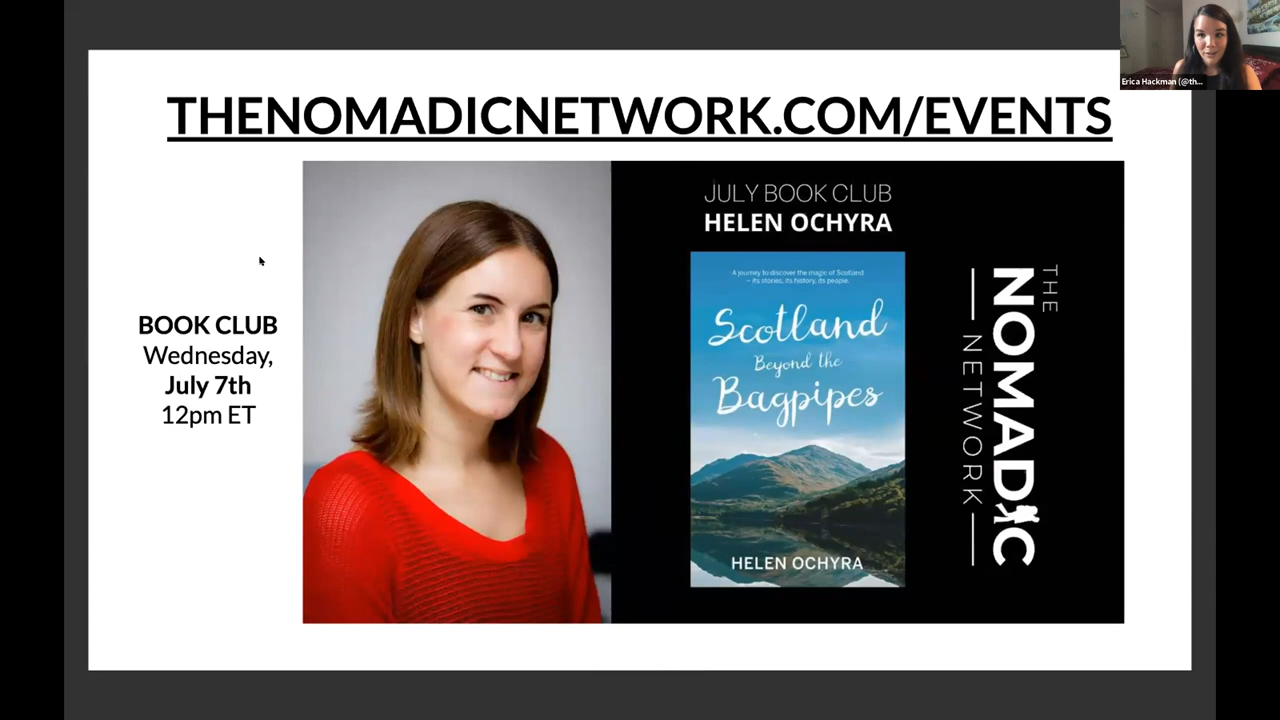 THENOMADICNETWORK.COM/EVENTS
Erica Hackman (@th...
BOOK CLUB
Wednesday,
July 7th
12pm ET
JULY BOOK CLUB
HELEN OCHYRA
A journey to discover the magic of Scotland
– its stories, its history, its people.
Scotland
Beyond the
Bagpipes
HELEN OCHYRA
THE
NOMADIC
NETWORK